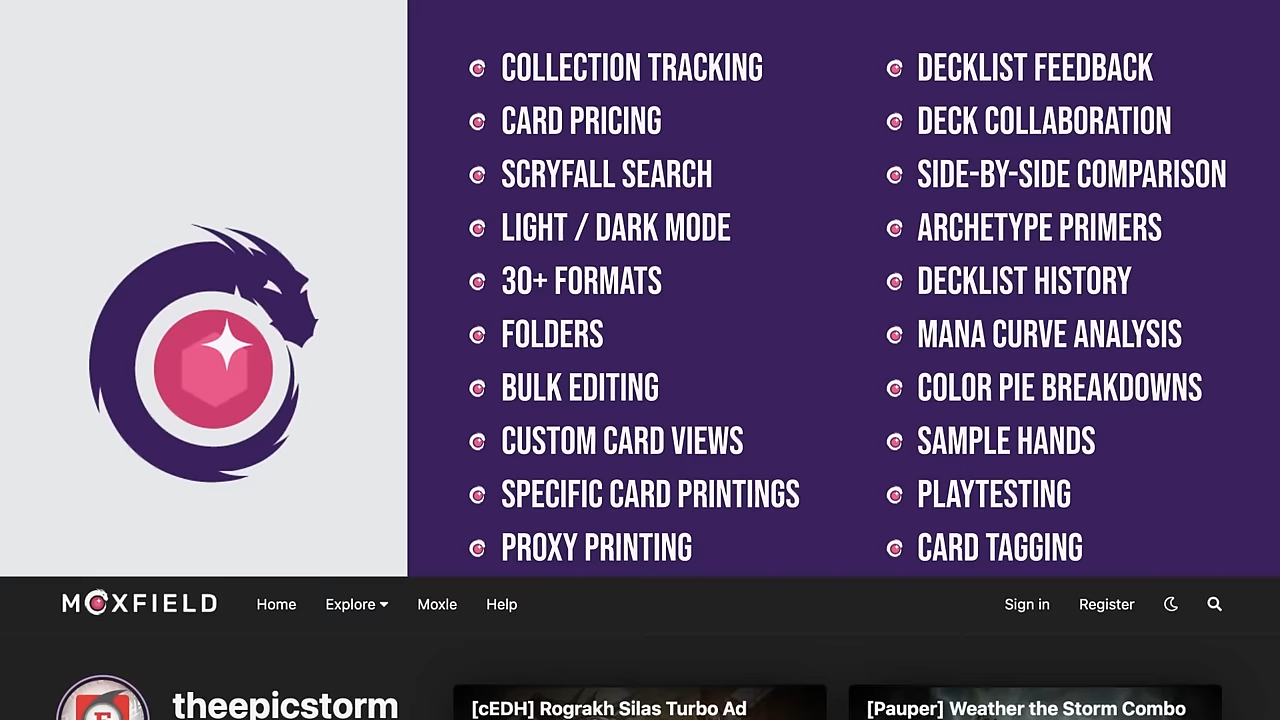 COLLECTION TRACKING
CARD PRICING
SCRYFALL SEARCH
LIGHT / DARK MODE
30+ FORMATS
FOLDERS
BULK EDITING
CUSTOM CARD VIEWS
SPECIFIC CARD PRINTINGS
PROXY PRINTING
DECKLIST FEEDBACK
DECK COLLABORATION
SIDE-BY-SIDE COMPARISON
ARCHETYPE PRIMERS
DECKLIST HISTORY
MANA CURVE ANALYSIS
COLOR PIE BREAKDOWNS
SAMPLE HANDS
PLAYTESTING
CARD TAGGING
MOXFIELD Home Explore Moxle Help Sign in Register
theepicstorm
[cEDH] Rograkh Silas Turbo Ad
[Pauper] Weather the Storm Combo